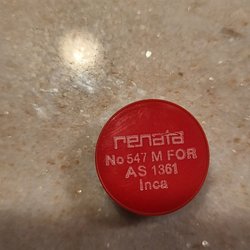 renata
No 547 M FOR
AS 1361
Inca